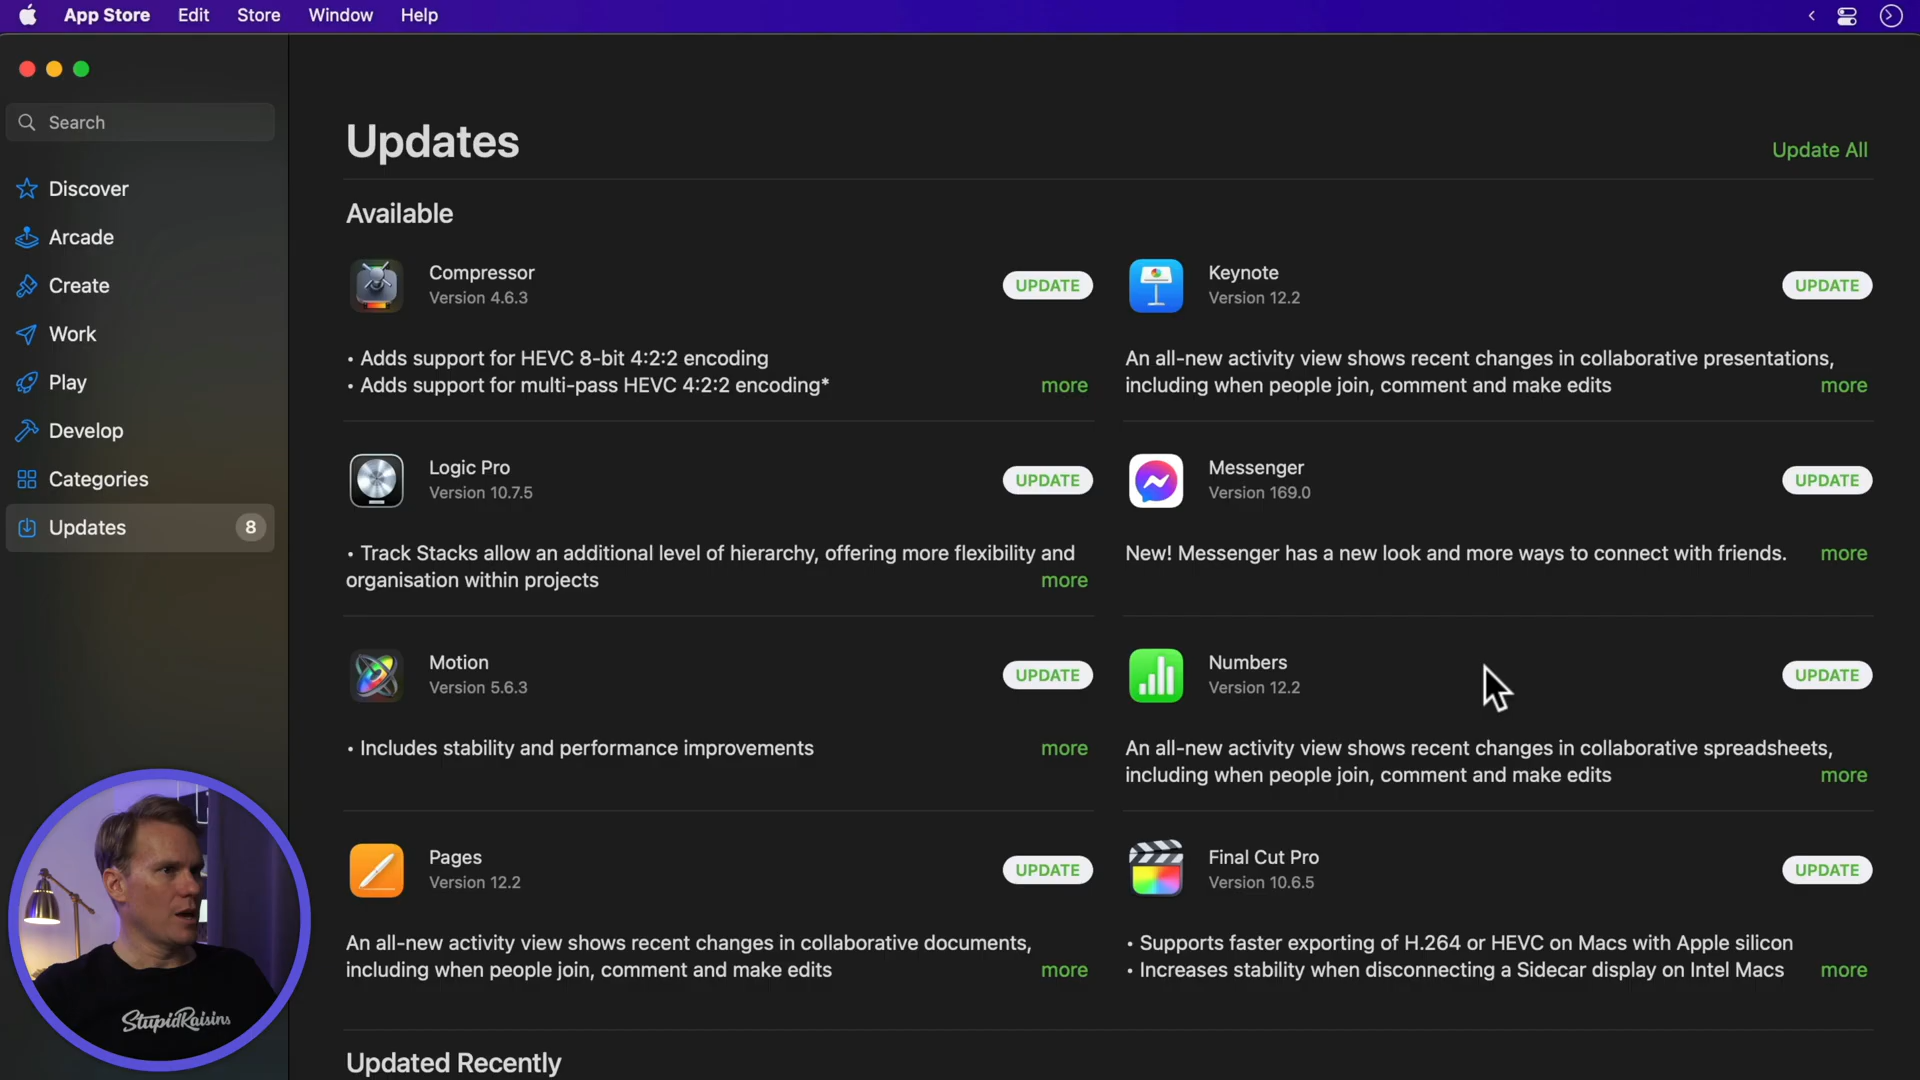 App Store Edit Store Window Help
Search
Discover
Arcade
Create
Work
Play
Develop
Categories
Updates 8
Updates
Update All
Available
Compressor
Version 4.6.3
UPDATE
• Adds support for HEVC 8-bit 4:2:2 encoding
• Adds support for multi-pass HEVC 4:2:2 encoding* more
Keynote
Version 12.2
UPDATE
An all-new activity view shows recent changes in collaborative presentations,
including when people join, comment and make edits more
Logic Pro
Version 10.7.5
UPDATE
• Track Stacks allow an additional level of hierarchy, offering more flexibility and
organisation within projects more
Messenger
Version 169.0
UPDATE
New! Messenger has a new look and more ways to connect with friends. more
Motion
Version 5.6.3
UPDATE
• Includes stability and performance improvements more
Numbers
Version 12.2
UPDATE
An all-new activity view shows recent changes in collaborative spreadsheets,
including when people join, comment and make edits more
Pages
Version 12.2
UPDATE
An all-new activity view shows recent changes in collaborative documents,
including when people join, comment and make edits more
Final Cut Pro
Version 10.6.5
UPDATE
• Supports faster exporting of H.264 or HEVC on Macs with Apple silicon
• Increases stability when disconnecting a Sidecar display on Intel Macs more
Updated Recently
StupidRaisins